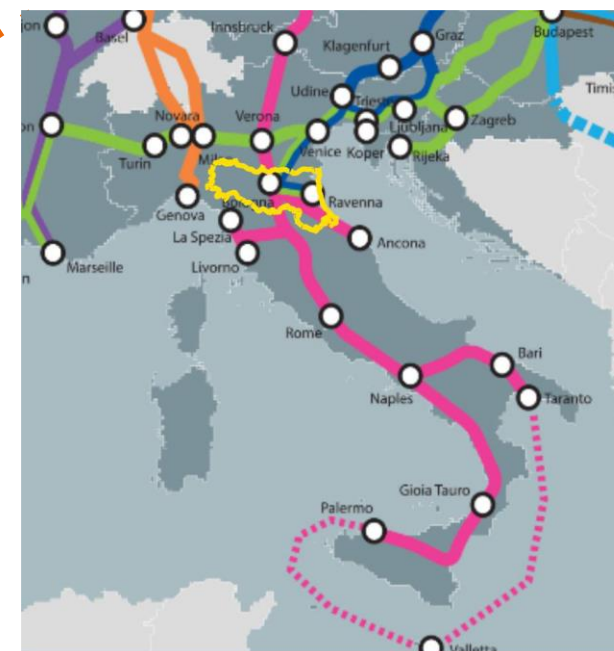 Basel
Innsbruck
Klagenfurt
Graz
Budapest
Udine
Novara
Verona
Trieste
Ljubljana
Zagreb
Turin
Venice
Koper
Rijeka
Genova
Ravenna
La Spezia
Ancona
Marseille
Livorno
Rome
Bari
Naples
Taranto
Gioia Tauro
Palermo
Valletta